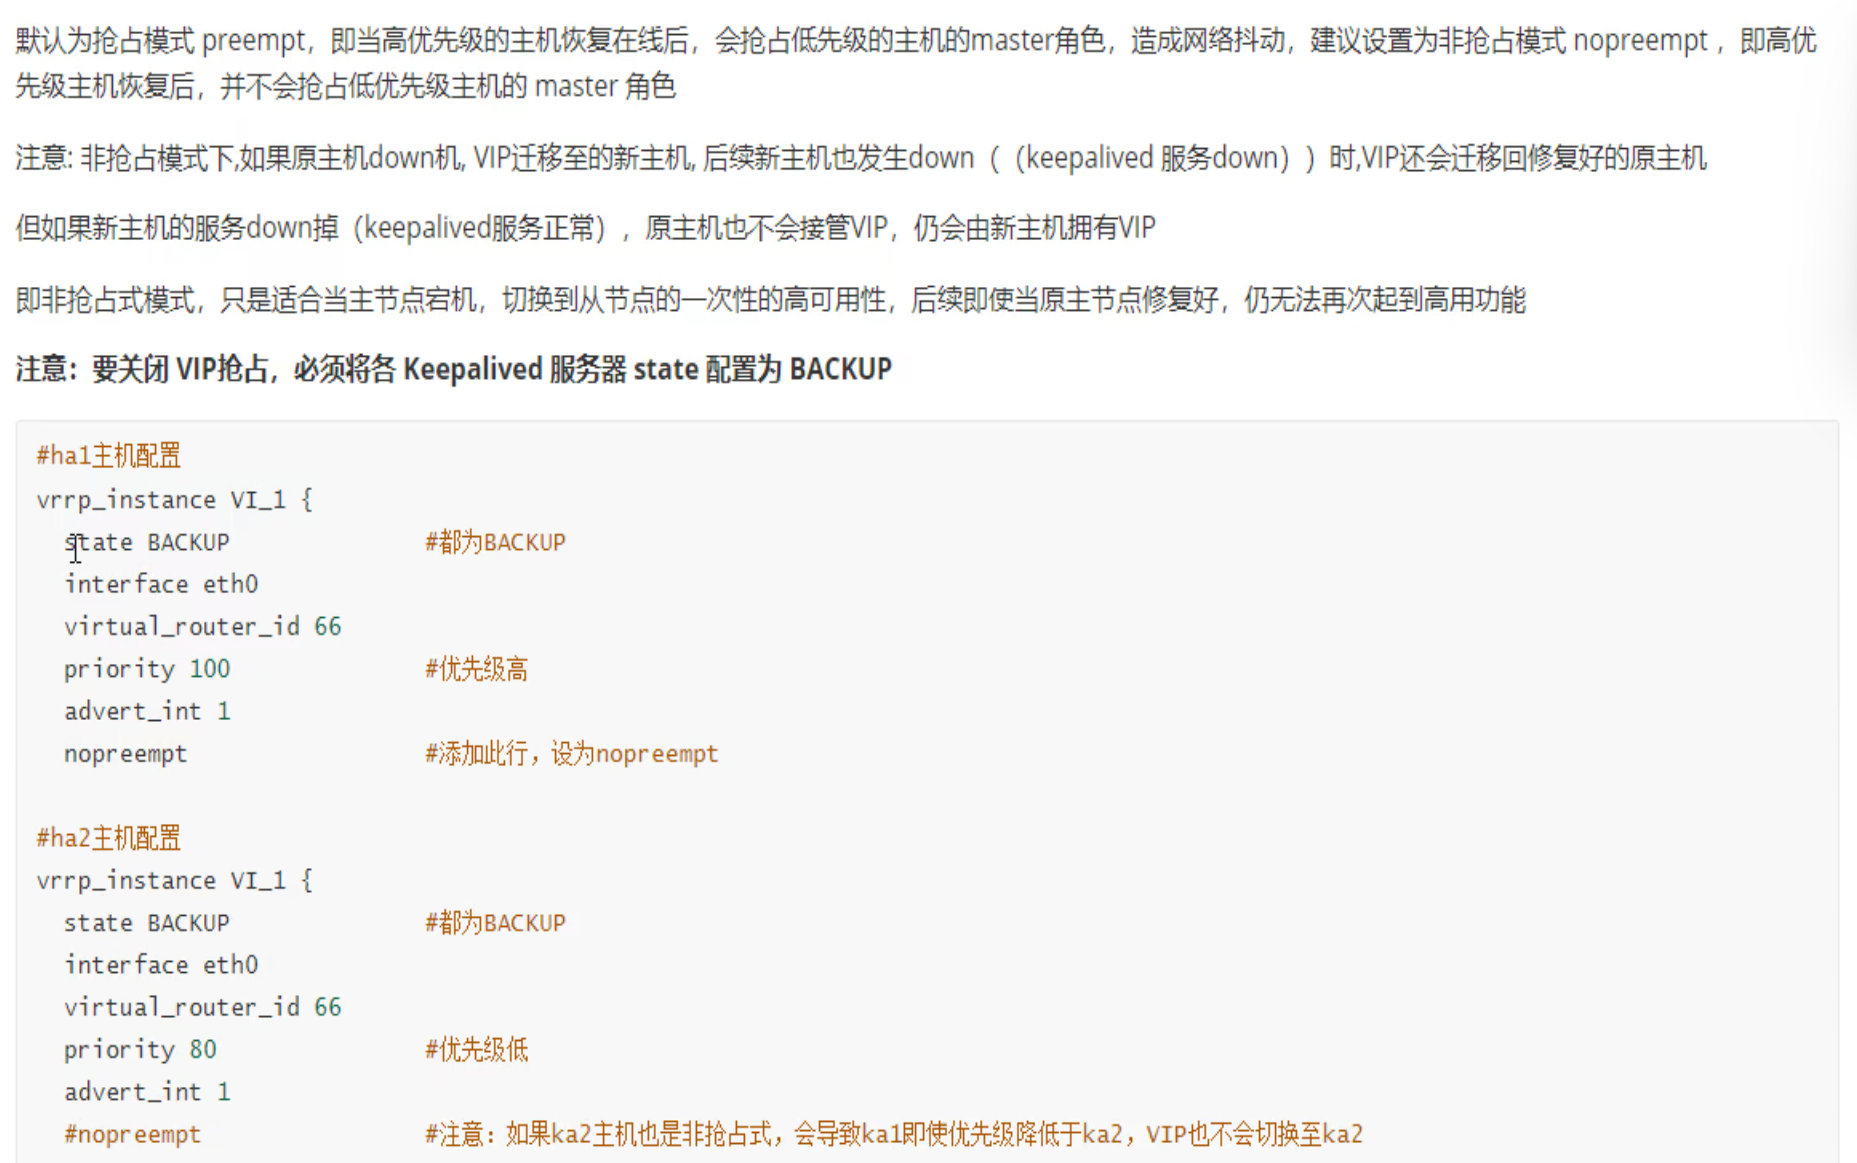 默认为抢占模式 preempt，即当高优先级的主机恢复在线后，会抢占低先级的主机的master角色，造成网络抖动，建议设置为非抢占模式 nopreempt ，即高优
先级主机恢复后，并不会抢占低优先级主机的 master 角色
注意: 非抢占模式下,如果原主机down机, VIP迁移至的新主机, 后续新主机也发生down（（keepalived 服务down））时,VIP还会迁移回修复好的原主机
但如果新主机的服务down掉（keepalived服务正常），原主机也不会接管VIP，仍会由新主机拥有VIP
即非抢占式模式，只是适合当主节点宕机，切换到从节点的一次性的高可用性，后续即使当原主节点修复好，仍无法再次起到高用功能
注意：要关闭 VIP抢占，必须将各 Keepalived 服务器 state 配置为 BACKUP
#ha1主机配置
vrrp_instance VI_1 {
state BACKUP #都为BACKUP
interface eth0
virtual_router_id 66
priority 100 #优先级高
advert_int 1
nopreempt #添加此行，设为nopreempt
#ha2主机配置
vrrp_instance VI_1 {
state BACKUP #都为BACKUP
interface eth0
virtual_router_id 66
priority 80 #优先级低
advert_int 1
#nopreempt #注意：如果ka2主机也是非抢占式，会导致ka1即使优先级降低于ka2，VIP也不会切换至ka2